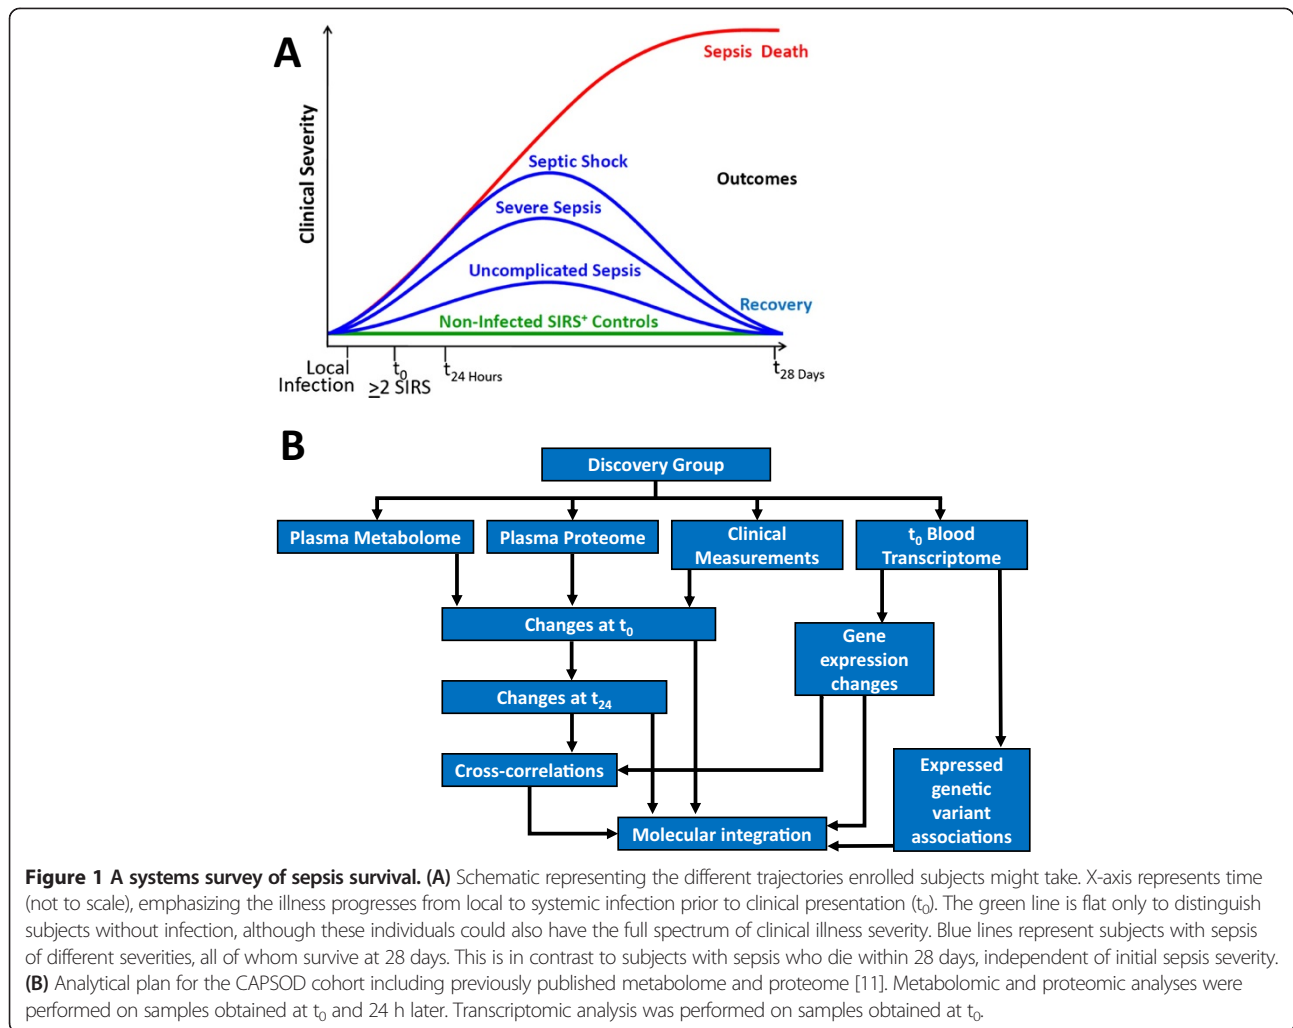 A
Clinical Severity
Sepsis Death
Septic Shock
Outcomes
Severe Sepsis
Uncomplicated Sepsis
Recovery
Non-Infected SIRS⁺ Controls
Local
Infection
t₀
≥2 SIRS
t₂₄ Hours
t₂₈ Days
B
Discovery Group
Plasma Metabolome
Plasma Proteome
Clinical
Measurements
t₀ Blood
Transcriptome
Changes at t₀
Gene
expression
changes
Changes at t₂₄
Cross-correlations
Expressed
genetic
variant
associations
Molecular integration
Figure 1 A systems survey of sepsis survival. (A) Schematic representing the different trajectories enrolled subjects might take. X-axis represents time
(not to scale), emphasizing the illness progresses from local to systemic infection prior to clinical presentation (t₀). The green line is flat only to distinguish
subjects without infection, although these individuals could also have the full spectrum of clinical illness severity. Blue lines represent subjects with sepsis
of different severities, all of whom survive at 28 days. This is in contrast to subjects with sepsis who die within 28 days, independent of initial sepsis severity.
(B) Analytical plan for the CAPSOD cohort including previously published metabolome and proteome [11]. Metabolomic and proteomic analyses were
performed on samples obtained at t₀ and 24 h later. Transcriptomic analysis was performed on samples obtained at t₀.